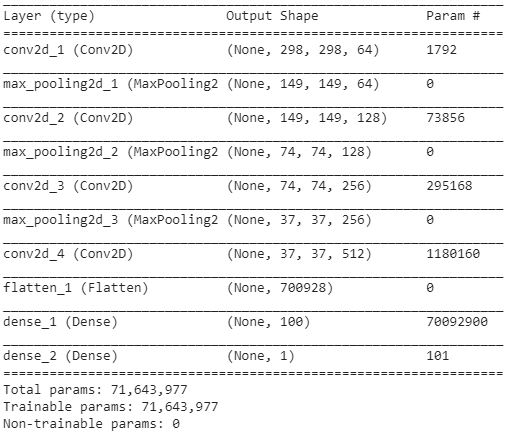 Layer (type) Output Shape Param #
conv2d_1 (Conv2D) (None, 298, 298, 64) 1792
max_pooling2d_1 (MaxPooling2 (None, 149, 149, 64) 0
conv2d_2 (Conv2D) (None, 149, 149, 128) 73856
max_pooling2d_2 (MaxPooling2 (None, 74, 74, 128) 0
conv2d_3 (Conv2D) (None, 74, 74, 256) 295168
max_pooling2d_3 (MaxPooling2 (None, 37, 37, 256) 0
conv2d_4 (Conv2D) (None, 37, 37, 512) 1180160
flatten_1 (Flatten) (None, 700928) 0
dense_1 (Dense) (None, 100) 70092900
dense_2 (Dense) (None, 1) 101
Total params: 71,643,977
Trainable params: 71,643,977
Non-trainable params: 0